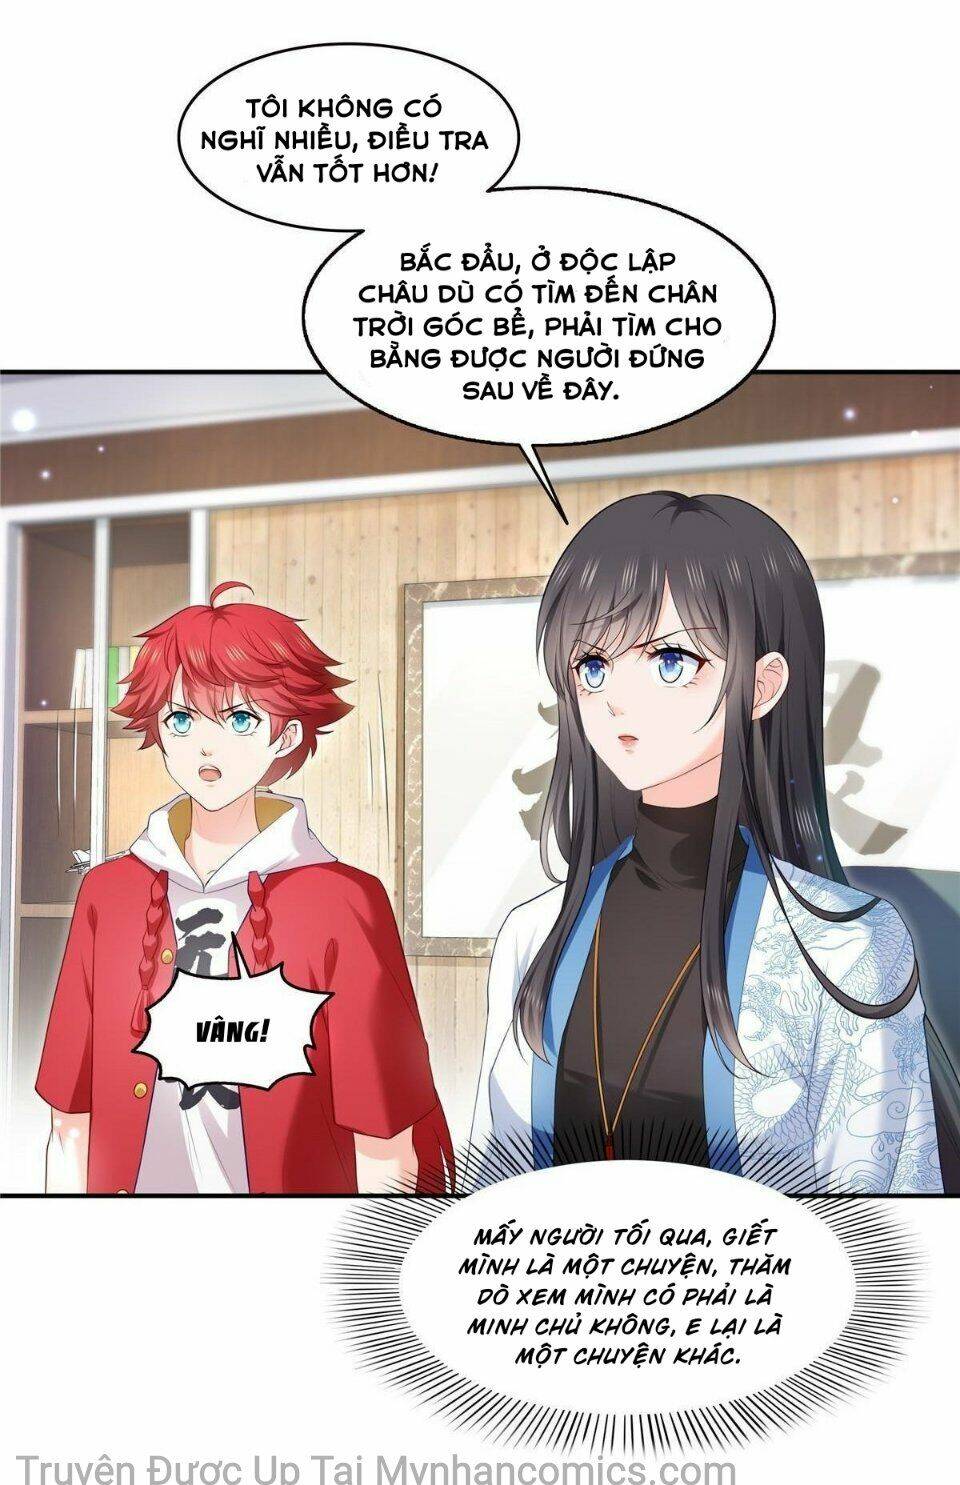 TÔI KHÔNG CÓ
NGHĨ NHIỀU, ĐIỀU TRA
VẪN TỐT HƠN!
BẮC ĐẨU, Ở ĐỘC LẬP
CHÂU DÙ CÓ TÌM ĐẾN CHÂN
TRỜI GÓC BỂ, PHẢI TÌM CHO
BẰNG ĐƯỢC NGƯỜI ĐỨNG
SAU VỀ ĐÂY.
VÂNG!
MẤY NGƯỜI TỐI QUA, GIẾT
MÌNH LÀ MỘT CHUYỆN, THĂM
DÒ XEM MÌNH CÓ PHẢI LÀ
MINH CHỦ KHÔNG, E LẠI LÀ
MỘT CHUYỆN KHÁC.
Truyện Được Up Tại Mynhancomics.com